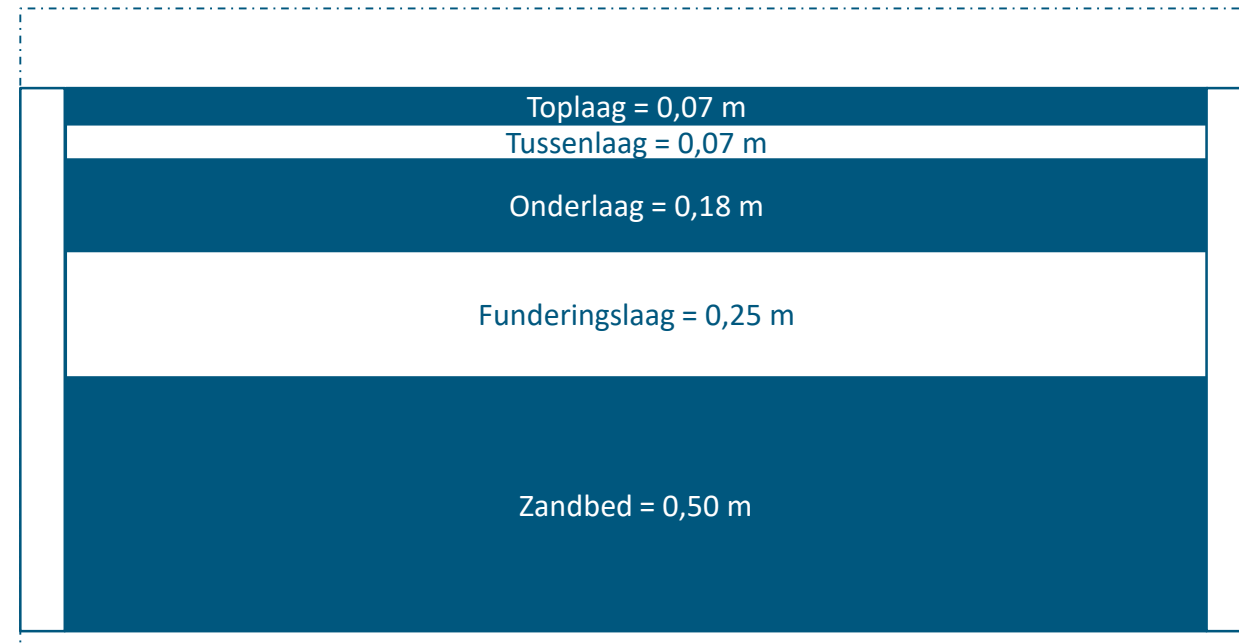 Toplaag = 0,07 m
Tussenlaag = 0,07 m
Onderlaag = 0,18 m
Funderingslaag = 0,25 m
Zandbed = 0,50 m